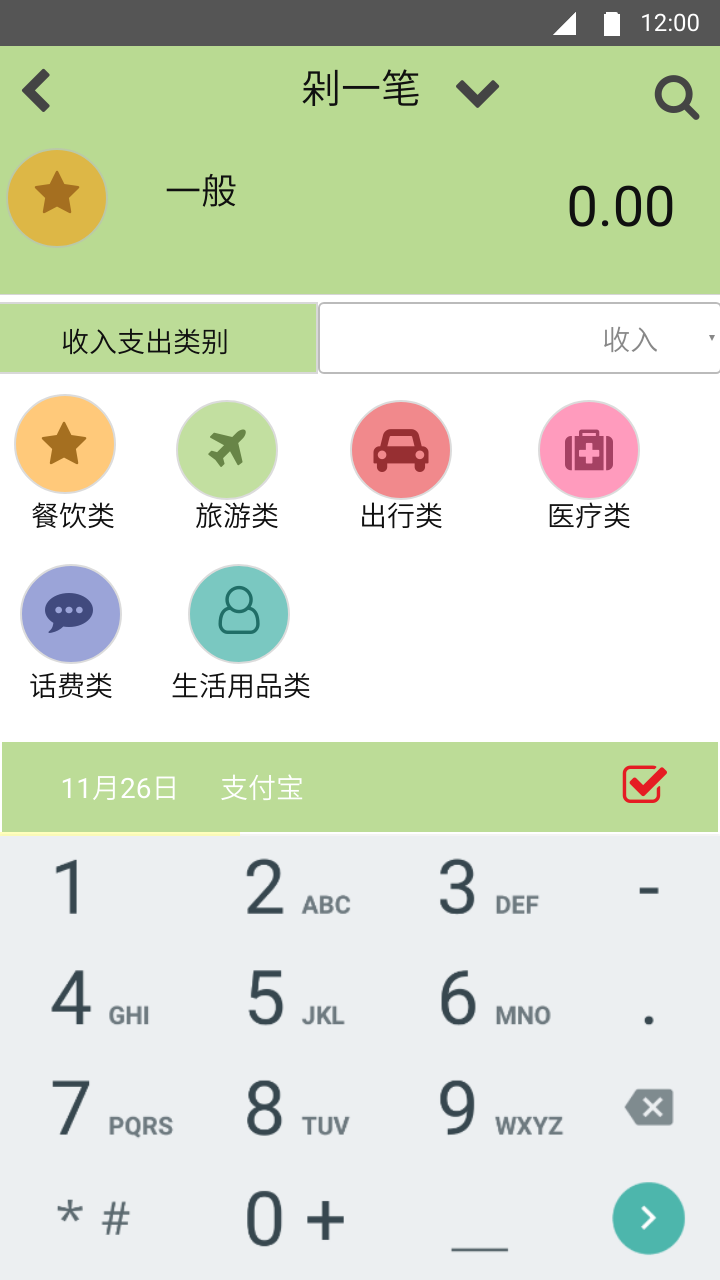 12:00
剁一笔
一般
0.00
收入支出类别
收入
餐饮类 旅游类 出行类 医疗类
话费类 生活用品类
11月26日 支付宝
1 2 ABC 3 DEF -
4 GHI 5 JKL 6 MNO .
7 PQRS 8 TUV 9 WXYZ
* # 0 + _